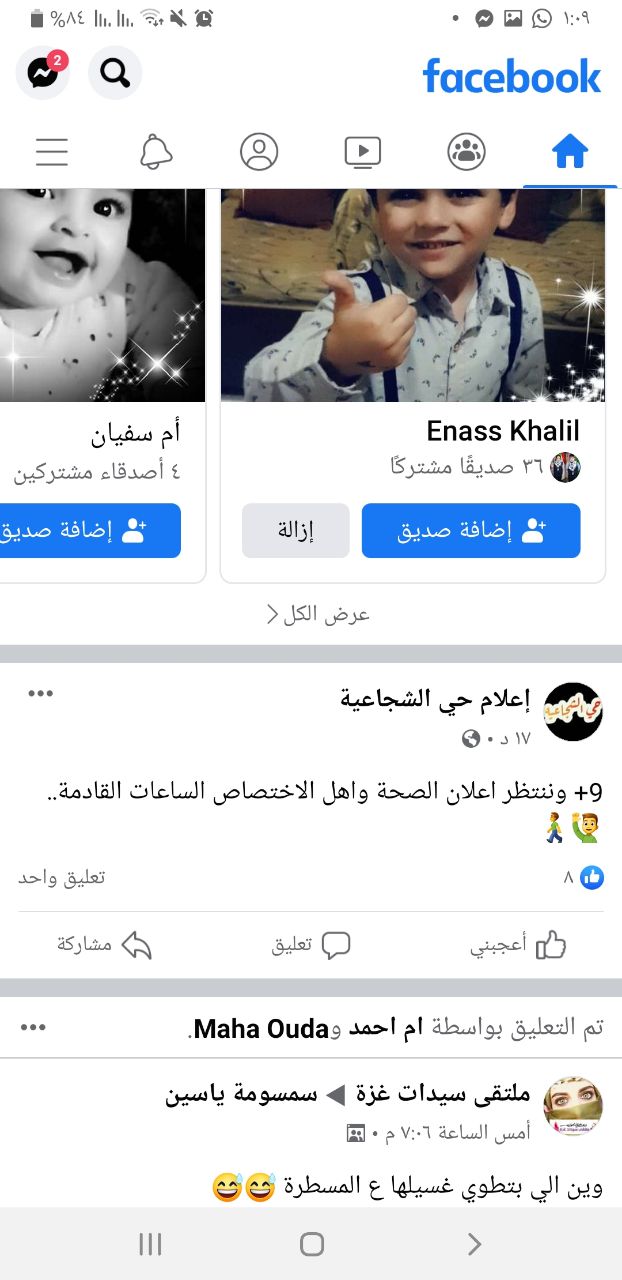 %٨٤ ١:٠٩
facebook
2
Enass Khalil
٣٦ صديقًا مشتركًا
إضافة صديق
إزالة
أم سفيان
٤ أصدقاء مشتركين
إضافة صديق
عرض الكل
إعلام حي الشجاعية
١٧ د •
حي الشجاعية
9+ وننتظر اعلان الصحة واهل الاختصاص الساعات القادمة..
🙋‍♂️🚶‍♂️
٨
تعليق واحد
أعجبني
تعليق
مشاركة
تم التعليق بواسطة ام احمد وMaha Ouda.
ملتقى سيدات غزة ◀ سمسومة ياسين
أمس الساعة ٧:٠٦ م •
وين الي بتطوي غسيلها ع المسطرة 😅😅